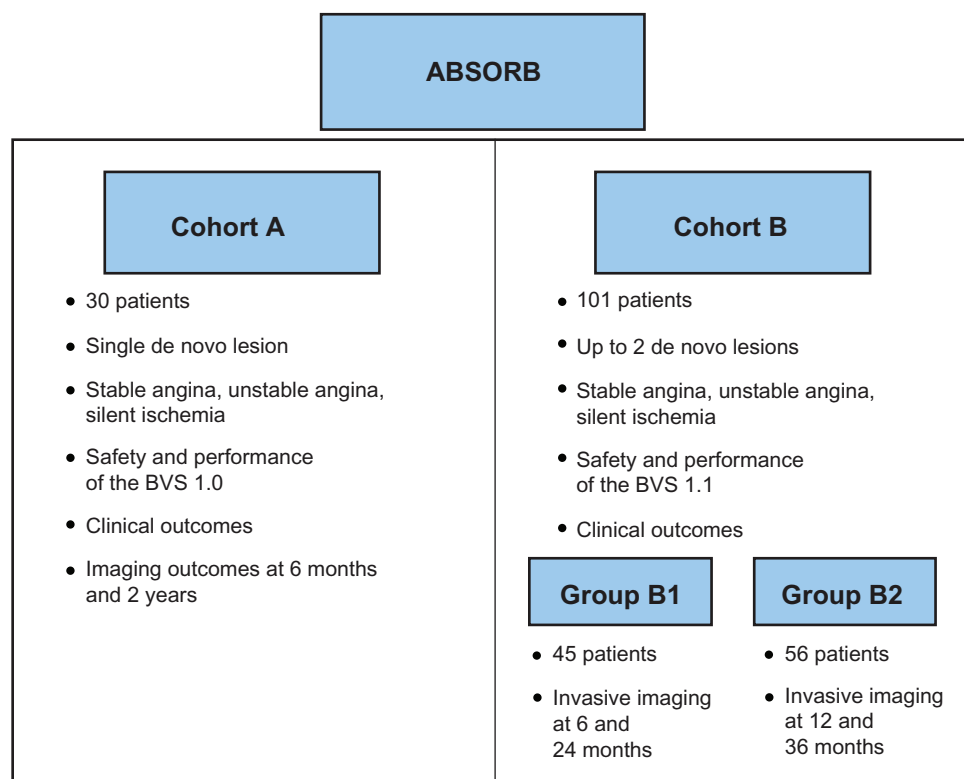 ABSORB
Cohort A
• 30 patients
• Single de novo lesion
• Stable angina, unstable angina,
silent ischemia
• Safety and performance
of the BVS 1.0
• Clinical outcomes
• Imaging outcomes at 6 months
and 2 years
Cohort B
• 101 patients
• Up to 2 de novo lesions
• Stable angina, unstable angina,
silent ischemia
• Safety and performance
of the BVS 1.1
• Clinical outcomes
Group B1
• 45 patients
• Invasive imaging
at 6 and
24 months
Group B2
• 56 patients
• Invasive imaging
at 12 and
36 months